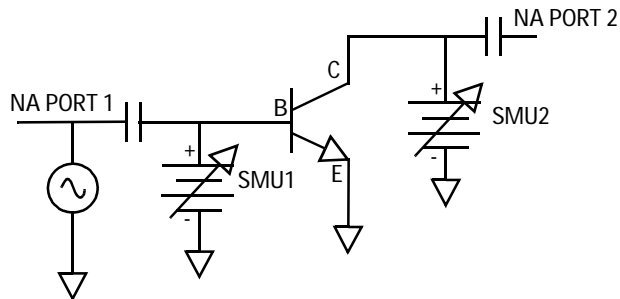 NA PORT 2
C
NA PORT 1
B
+
SMU2
+
-
SMU1
E
-